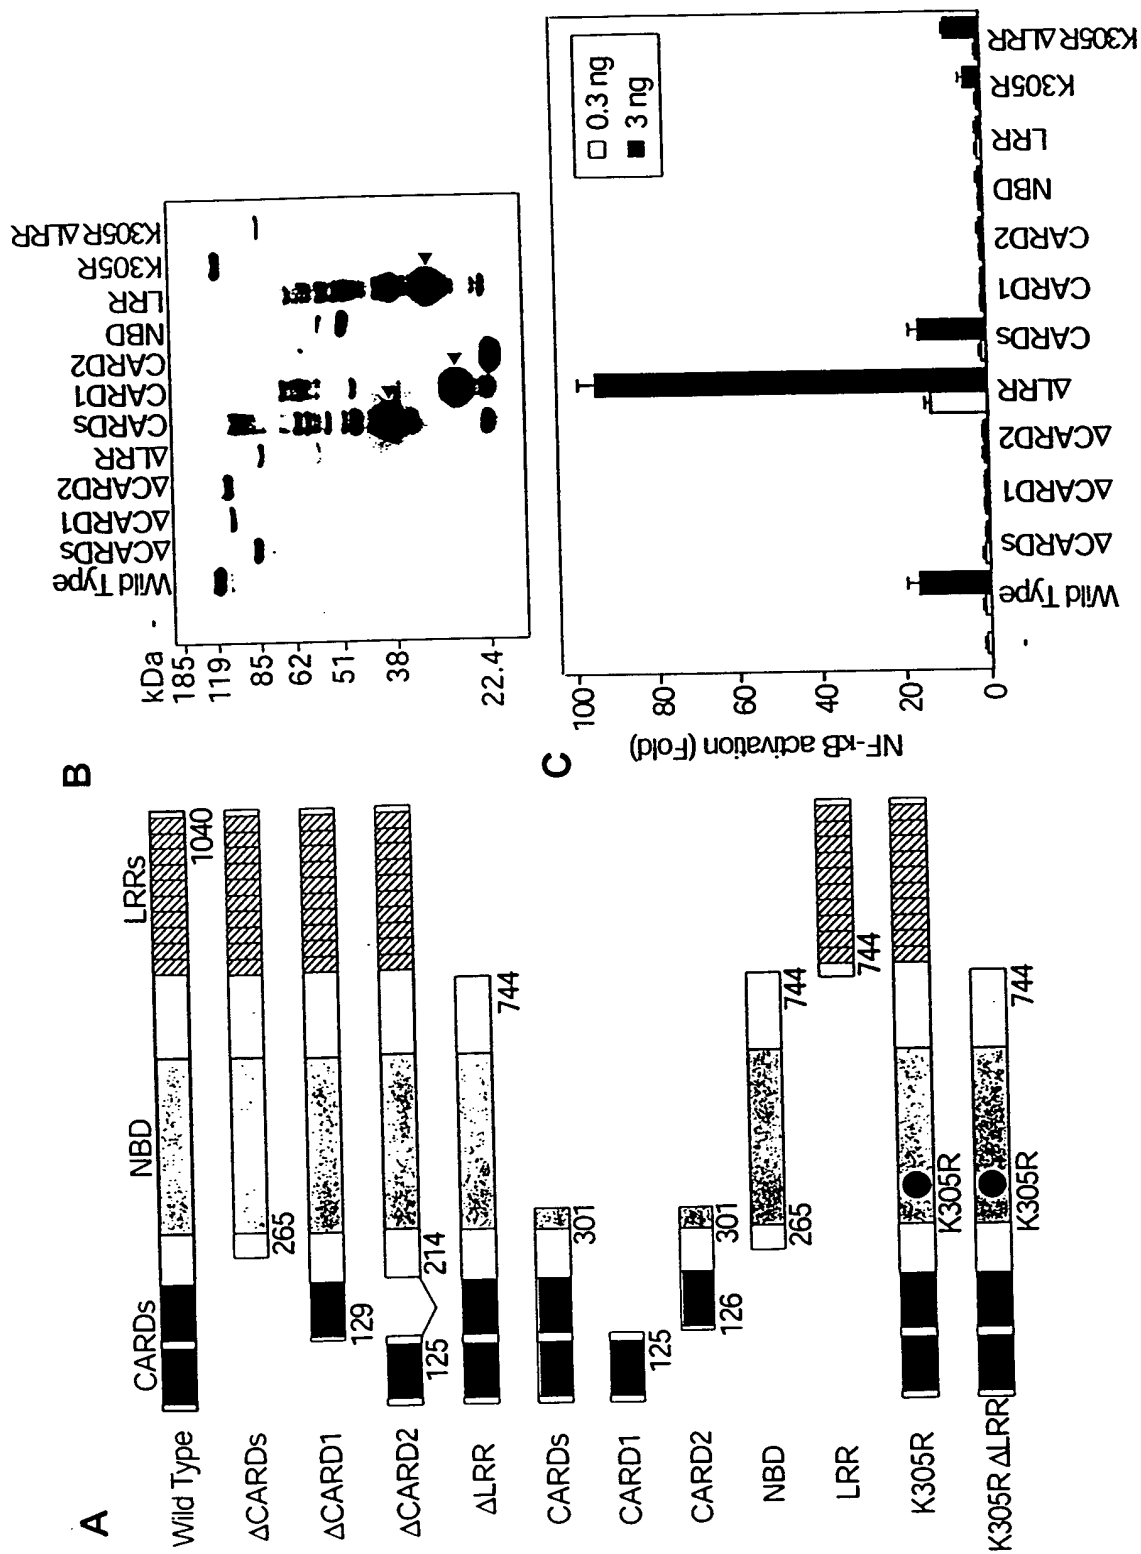 A
CARDs NBD LRRs
Wild Type
1040
ΔCARDs
265
ΔCARD1
129
ΔCARD2
125 214
ΔLRR
744
CARDs
301
CARD1
125
CARD2
126 301
NBD
265 744
LRR
744
K305R
K305R
K305R ΔLRR
K305R 744
B
kDa
185
119
85
62
51
38
22.4
-
Wild Type
ΔCARDs
ΔCARD1
ΔCARD2
ΔLRR
CARDs
CARD1
CARD2
NBD
LRR
K305R
K305RΔLRR
C
NF-κB activation (Fold)
100
80
60
40
20
0
0.3 ng
3 ng
-
Wild Type
ΔCARDs
ΔCARD1
ΔCARD2
ΔLRR
CARDs
CARD1
CARD2
NBD
LRR
K305R
K305RΔLRR